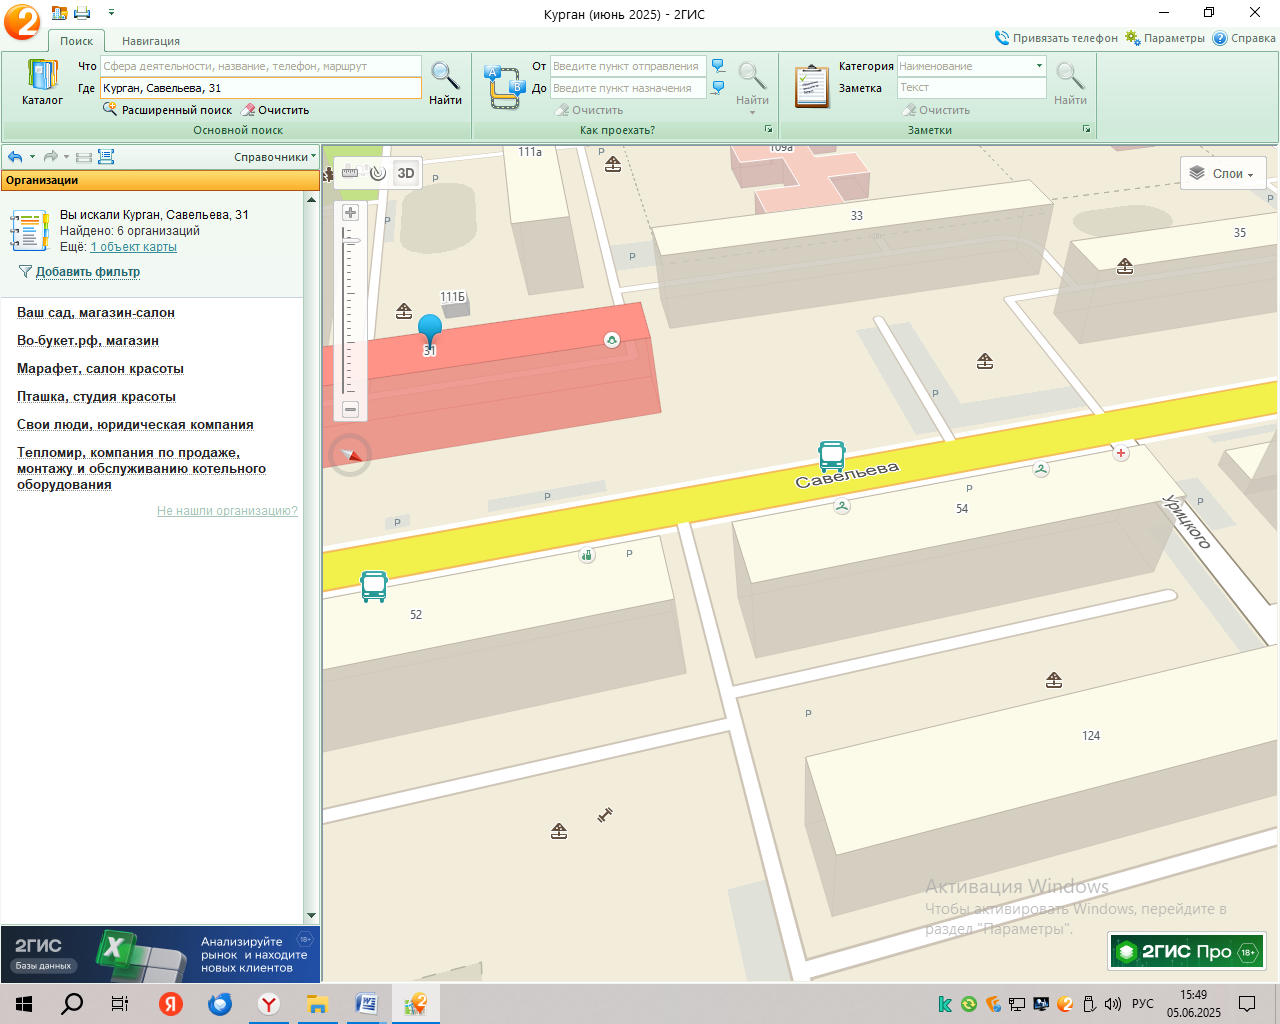 Курган (июнь 2025) - 2ГИС
Поиск
Навигация
Привязать телефон
Параметры
Справка
Каталог
Что
Сфера деятельности, название, телефон, маршрут
Где
Курган, Савельева, 31
Расширенный поиск
Очистить
Найти
Основной поиск
От
Введите пункт отправления
До
Введите пункт назначения
Очистить
Найти
Как проехать?
Категория
Наименование
Заметка
Текст
Очистить
Найти
Заметки
Справочники
Организации
Вы искали Курган, Савельева, 31
Найдено: 6 организаций
Ещё: 1 объект карты
Добавить фильтр
Ваш сад, магазин-салон
Во-букет.рф, магазин
Марафет, салон красоты
Пташка, студия красоты
Свои люди, юридическая компания
Тепломир, компания по продаже,
монтажу и обслуживанию котельного
оборудования
Не нашли организацию?
2ГИС
Базы данных
Анализируйте
рынок и находите
новых клиентов
18+
3D
Слои
111а
109а
33
35
111Б
31
P
P
P
P
P
P
P
P
P
P
P
P
Савельева
Урицкого
54
52
124
Активация Windows
Чтобы активировать Windows, перейдите в
раздел "Параметры".
2ГИС Про 18+
РУС
15:49
05.06.2025